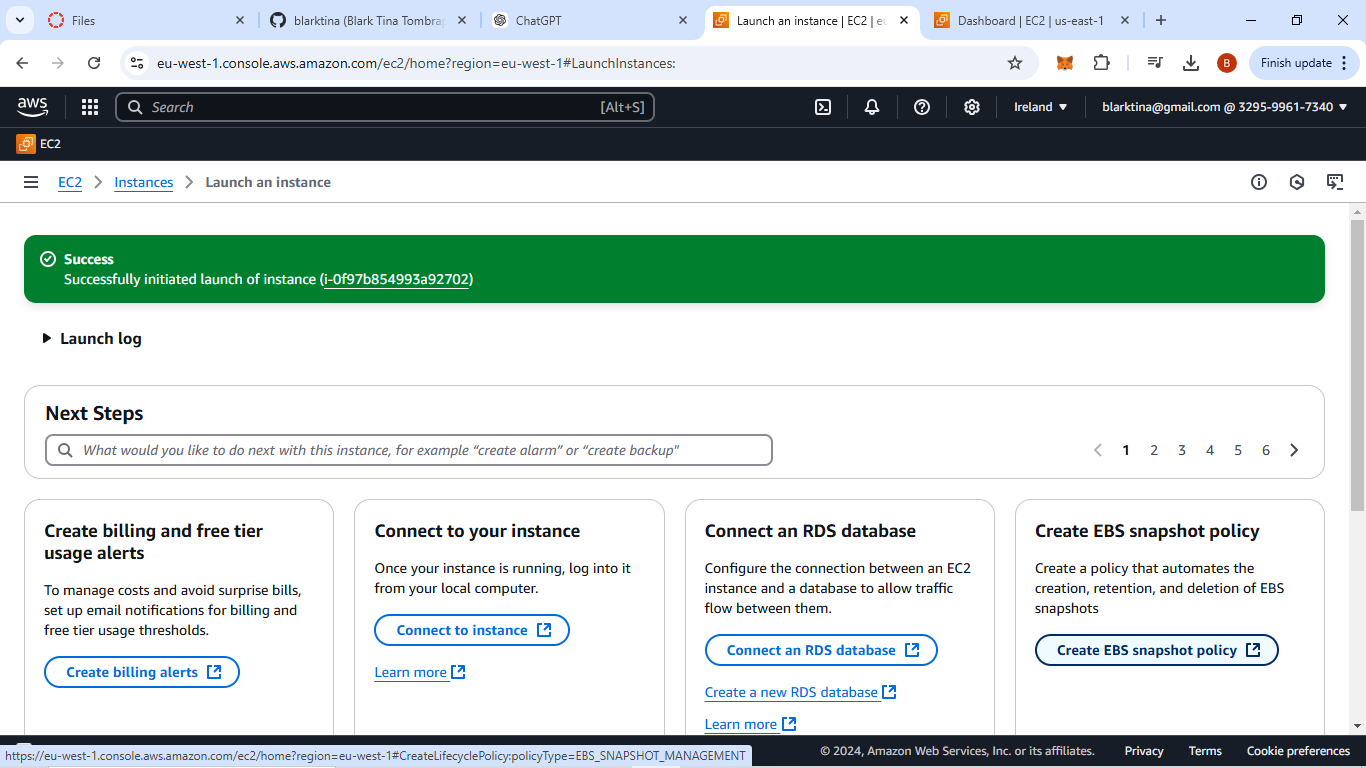 Files
blarktina (Blark Tina Tombrap
ChatGPT
Launch an instance | EC2 | eu
Dashboard | EC2 | us-east-1
eu-west-1.console.aws.amazon.com/ec2/home?region=eu-west-1#LaunchInstances:
B
Finish update
aws
Search
[Alt+S]
Ireland
blarktina@gmail.com @ 3295-9961-7340
EC2
EC2
Instances
Launch an instance
Success
Successfully initiated launch of instance (i-0f97b854993a92702)
Launch log
Next Steps
What would you like to do next with this instance, for example “create alarm” or “create backup"
1 2 3 4 5 6
Create billing and free tier
usage alerts
To manage costs and avoid surprise bills,
set up email notifications for billing and
free tier usage thresholds.
Create billing alerts
Connect to your instance
Once your instance is running, log into it
from your local computer.
Connect to instance
Learn more
Connect an RDS database
Configure the connection between an EC2
instance and a database to allow traffic
flow between them.
Connect an RDS database
Create a new RDS database
Learn more
Create EBS snapshot policy
Create a policy that automates the
creation, retention, and deletion of EBS
snapshots
Create EBS snapshot policy
https://eu-west-1.console.aws.amazon.com/ec2/home?region=eu-west-1#CreateLifecyclePolicy:policyType=EBS_SNAPSHOT_MANAGEMENT
© 2024, Amazon Web Services, Inc. or its affiliates.
Privacy
Terms
Cookie preferences